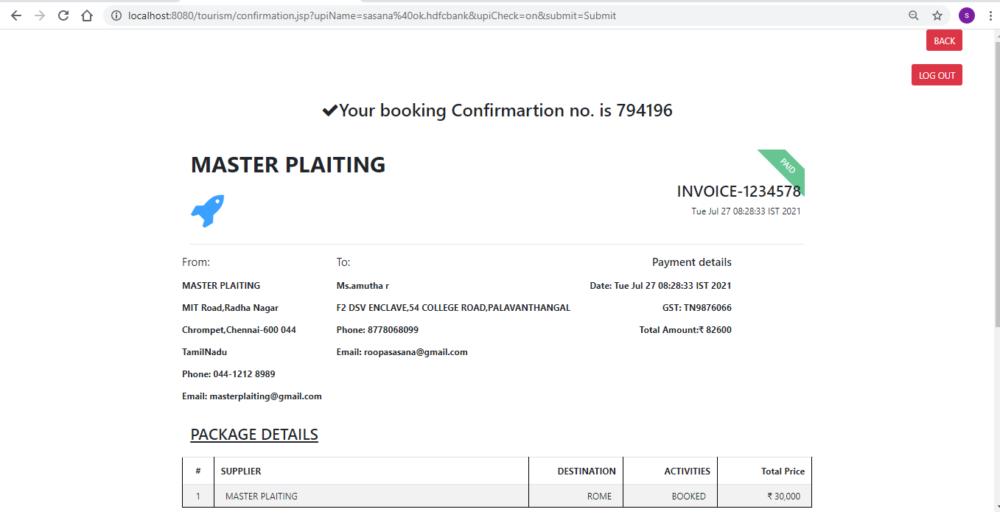 localhost:8080/tourism/confirmation.jsp?upiName=sasana%40ok.hdfcbank&upiCheck=on&submit=Submit
S
BACK
LOG OUT
Your booking Confirmartion no. is 794196
MASTER PLAITING
PAID
INVOICE-1234578
Tue Jul 27 08:28:33 IST 2021
From:
MASTER PLAITING
MIT Road,Radha Nagar
Chrompet,Chennai-600 044
TamilNadu
Phone: 044-1212 8989
Email: masterplaiting@gmail.com
To:
Ms.amutha r
F2 DSV ENCLAVE,54 COLLEGE ROAD,PALAVANTHANGAL
Phone: 8778068099
Email: roopasasana@gmail.com
Payment details
Date: Tue Jul 27 08:28:33 IST 2021
GST: TN9876066
Total Amount:₹ 82600
PACKAGE DETAILS
# SUPPLIER DESTINATION ACTIVITIES Total Price
1 MASTER PLAITING ROME BOOKED ₹ 30,000